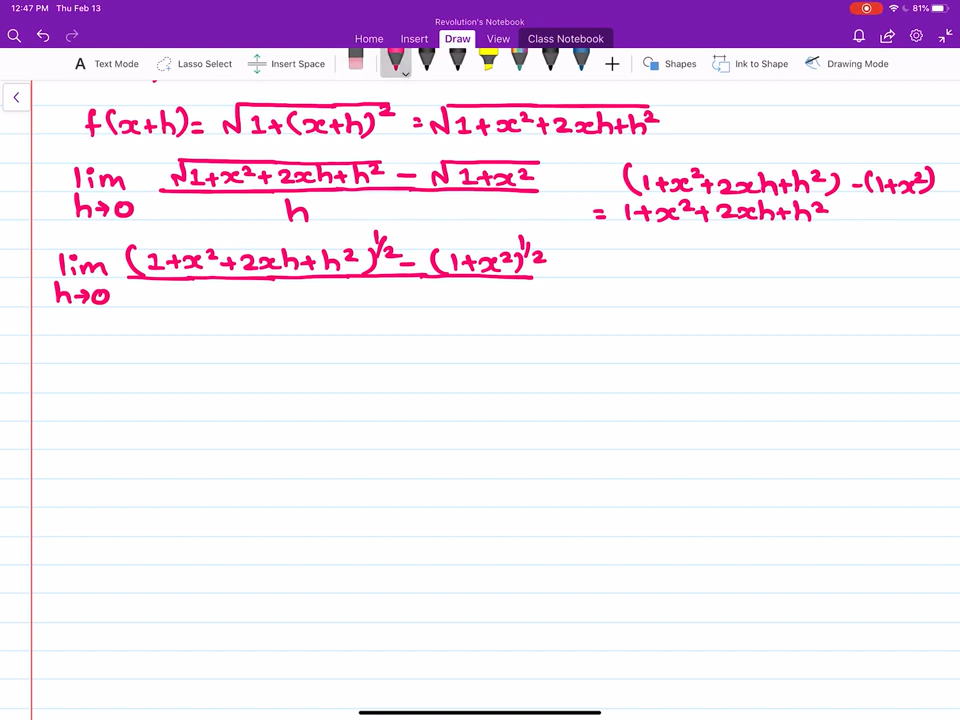 12:47 PM Thu Feb 13
81%
Revolution's Notebook
Home Insert Draw View Class Notebook
Text Mode Lasso Select Insert Space Shapes Ink to Shape Drawing Mode
f(x+h)= √1+(x+h)² = √1+x²+2xh+h²
lim h→0 (√1+x²+2xh+h² − √1+x²) / h
(1+x²+2xh+h²) -(1+x²)
= 1+x²+2xh+h²
lim h→0 (1+x²+2xh+h²)^1/2 − (1+x²)^1/2